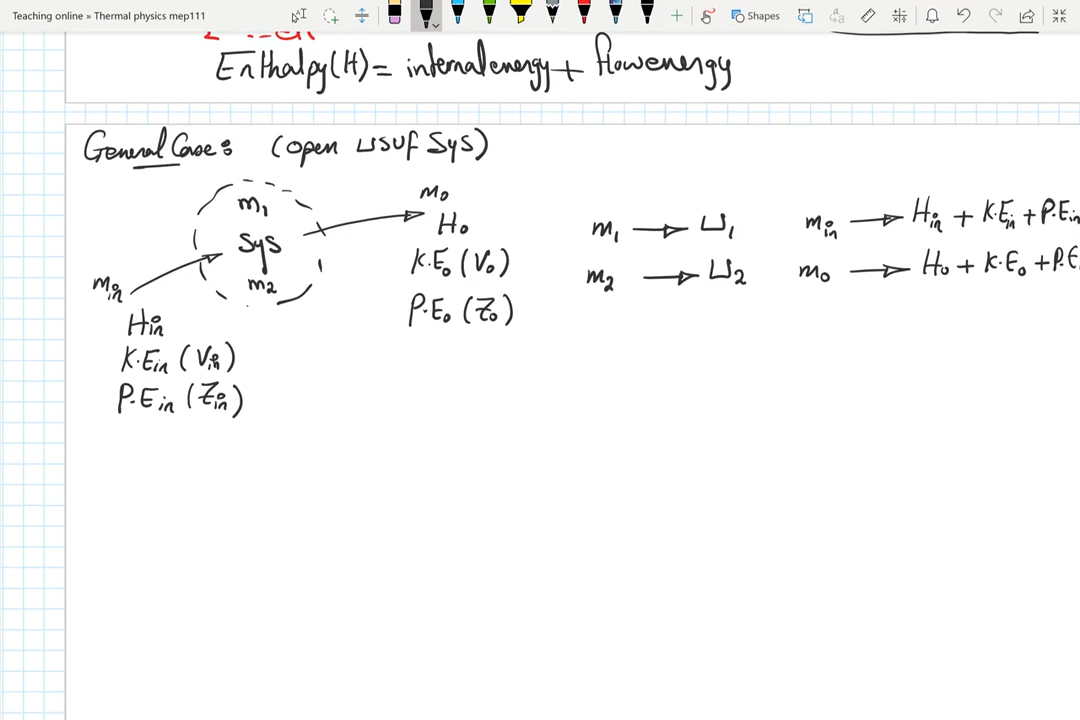 Teaching online » Thermal physics mep111
Shapes
Enthalpy(H) = internal energy + flow energy
General Case: (open USUF Sys)
m1
Sys
m2
min
Hin
K.Ein (Vin)
P.Ein (Zin)
mo
Ho
K.Eo (Vo)
P.Eo (Zo)
m1 → U1
m2 → U2
min → Hin + K.Ein + P.Ein
mo → Ho + K.Eo + P.E